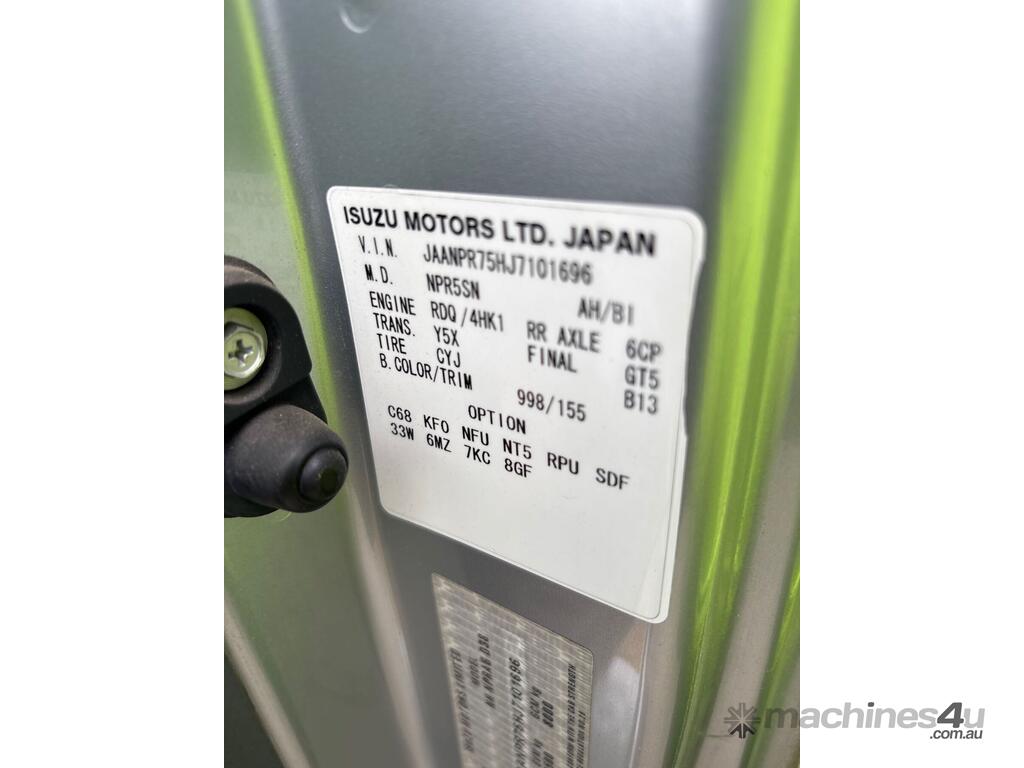 ISUZU MOTORS LTD. JAPAN
V.I.N. JAANPR75HJ7101696
M.D. NPR5SN AH/BI
ENGINE RDQ/4HK1 RR AXLE 6CP
TRANS. Y5X FINAL GT5
TIRE CYJ B13
B.COLOR/TRIM 998/155
OPTION
C68 KFO NFU NT5 RPU SDF
33W 6MZ 7KC 8GF
LIMITED
MODEL
machines4u
.com.au